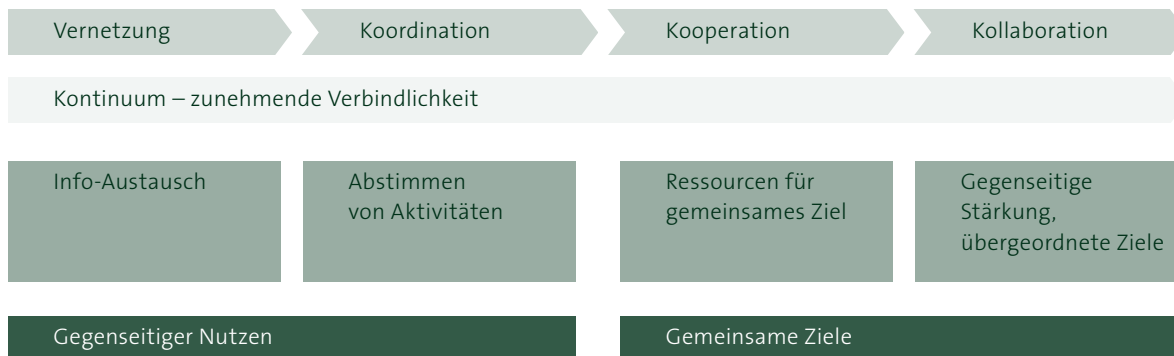 Vernetzung
Koordination
Kooperation
Kollaboration
Kontinuum – zunehmende Verbindlichkeit
Info-Austausch
Abstimmen
von Aktivitäten
Ressourcen für
gemeinsames Ziel
Gegenseitige
Stärkung,
übergeordnete Ziele
Gegenseitiger Nutzen
Gemeinsame Ziele